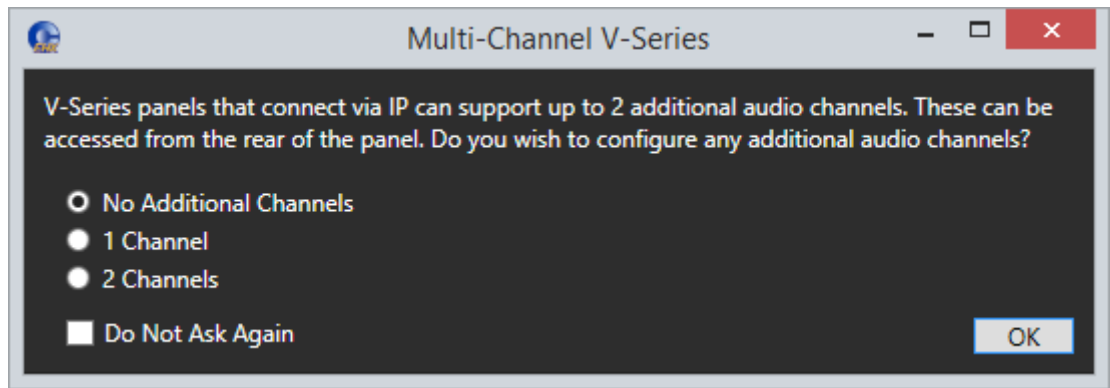 Multi-Channel V-Series
V-Series panels that connect via IP can support up to 2 additional audio channels. These can be
accessed from the rear of the panel. Do you wish to configure any additional audio channels?
No Additional Channels
1 Channel
2 Channels
Do Not Ask Again
OK